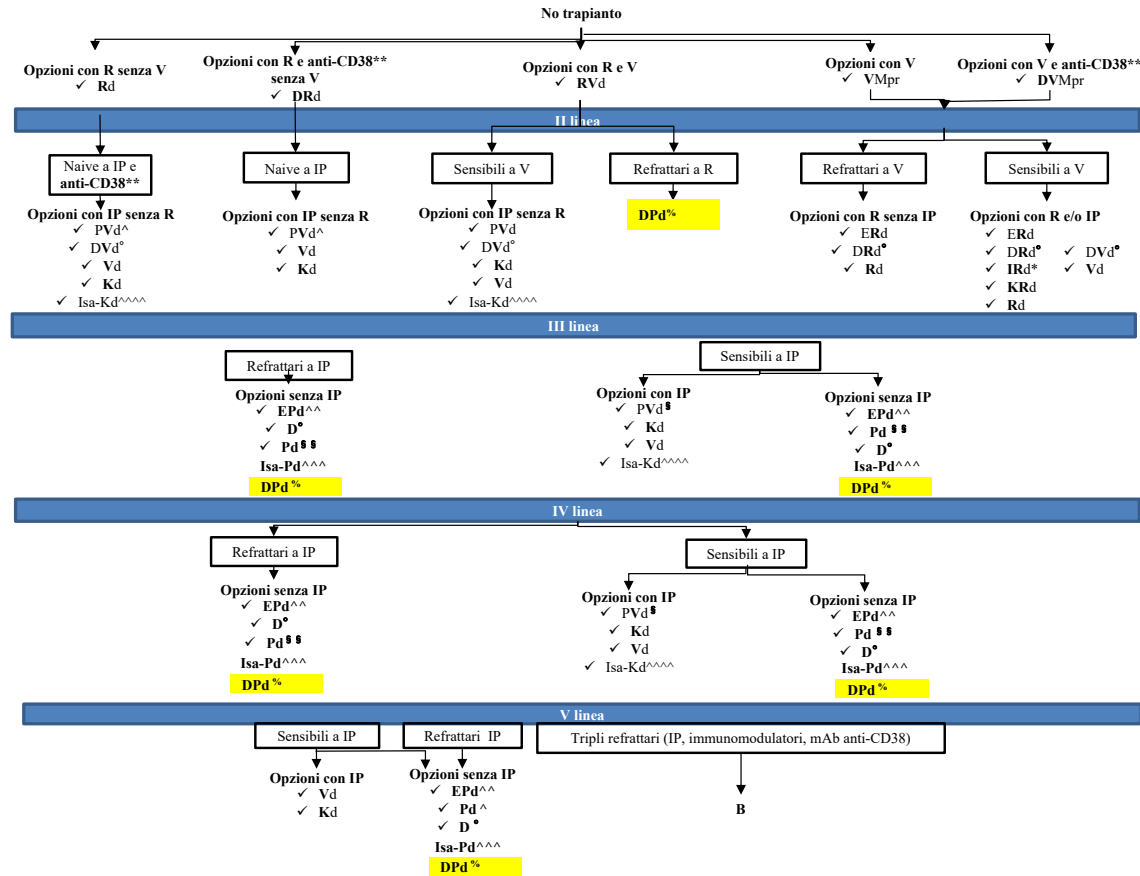 No trapianto
Opzioni con R senza V
✓ Rd
Opzioni con R e anti-CD38**
senza V
✓ DRd
Opzioni con R e V
✓ RVd
Opzioni con V
✓ VMpr
Opzioni con V e anti-CD38**
✓ DVMpr
II linea
Naive a IP e
anti-CD38**
Opzioni con IP senza R
✓ PVd^
✓ DVd°
✓ Vd
✓ Kd
✓ Isa-Kd^^^^
Naive a IP
Opzioni con IP senza R
✓ PVd^
✓ Vd
✓ Kd
Sensibili a V
Opzioni con IP senza R
✓ PVd
✓ DVd°
✓ Kd
✓ Vd
✓ Isa-Kd^^^^
Refrattari a R
DPd%
Refrattari a V
Opzioni con R senza IP
✓ ERd
✓ DRd°
✓ Rd
Sensibili a V
Opzioni con R e/o IP
✓ ERd
✓ DRd°
✓ IRd*
✓ KRd
✓ Rd
✓ DVd°
✓ Vd
III linea
Refrattari a IP
Opzioni senza IP
✓ EPd^^
✓ D°
✓ Pd§§
Isa-Pd^^^
DPd%
Sensibili a IP
Opzioni con IP
✓ PVd§
✓ Kd
✓ Vd
✓ Isa-Kd^^^^
Opzioni senza IP
✓ EPd^^
✓ Pd§§
✓ D°
Isa-Pd^^^
DPd%
IV linea
Refrattari a IP
Opzioni senza IP
✓ EPd^^
✓ D°
✓ Pd§§
Isa-Pd^^^
DPd%
Sensibili a IP
Opzioni con IP
✓ PVd§
✓ Kd
✓ Vd
✓ Isa-Kd^^^^
Opzioni senza IP
✓ EPd^^
✓ Pd§§
✓ D°
Isa-Pd^^^
DPd%
V linea
Sensibili a IP
Opzioni con IP
✓ Vd
✓ Kd
Refrattari IP
Opzioni senza IP
✓ EPd^^
✓ Pd^
✓ D°
Isa-Pd^^^
DPd%
Tripli refrattari (IP, immunomodulatori, mAb anti-CD38)
B